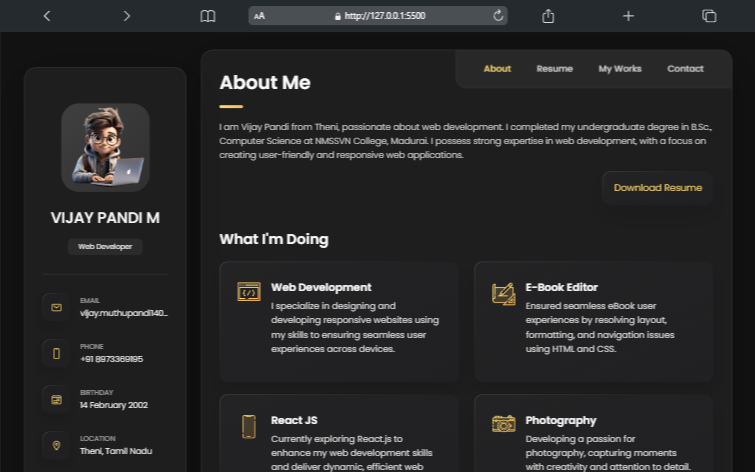 AA http://127.0.0.1:5500
About Resume My Works Contact
About Me
I am Vijay Pandi from Theni, passionate about web development. I completed my undergraduate degree in B.Sc.,
Computer Science at NMSSVN College, Madurai. I possess strong expertise in web development, with a focus on
creating user-friendly and responsive web applications.
Download Resume
VIJAY PANDI M
Web Developer
EMAIL
vijay.muthupandi140...
PHONE
+91 8973369195
BIRTHDAY
14 February 2002
LOCATION
Theni, Tamil Nadu
What I'm Doing
Web Development
I specialize in designing and
developing responsive websites using
my skills to ensuring seamless user
experiences across devices.
E-Book Editor
Ensured seamless eBook user
experiences by resolving layout,
formatting, and navigation issues
using HTML and CSS.
React JS
Currently exploring React.js to
enhance my web development skills
and deliver dynamic, efficient web
Photography
Developing a passion for
photography, capturing moments
with creativity and attention to detail.